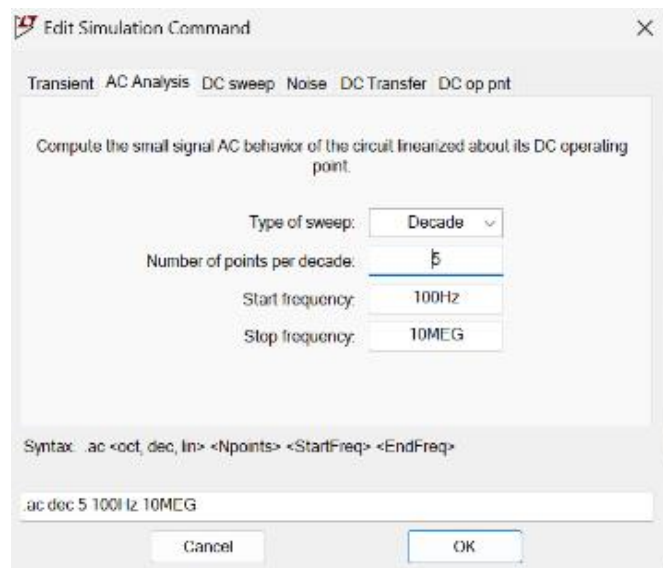 Edit Simulation Command
Transient AC Analysis DC sweep Noise DC Transfer DC op pnt
Compute the small signal AC behavior of the circuit linearized about its DC operating
point.
Type of sweep: Decade
Number of points per decade: 5
Start frequency: 100Hz
Stop frequency: 10MEG
Syntax: .ac <oct, dec, lin> <Npoints> <StartFreq> <EndFreq>
.ac dec 5 100Hz 10MEG
Cancel OK